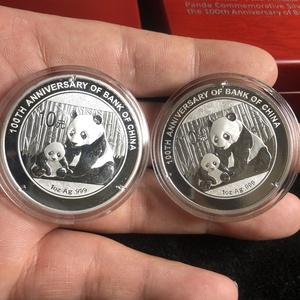 Panda Commemorative Silver
the 100th Anniversary of B
100TH ANNIVERSARY OF BANK OF CHINA
10元
1oz Ag .999
100TH ANNIVERSARY OF BANK OF CHINA
1oz Ag .999